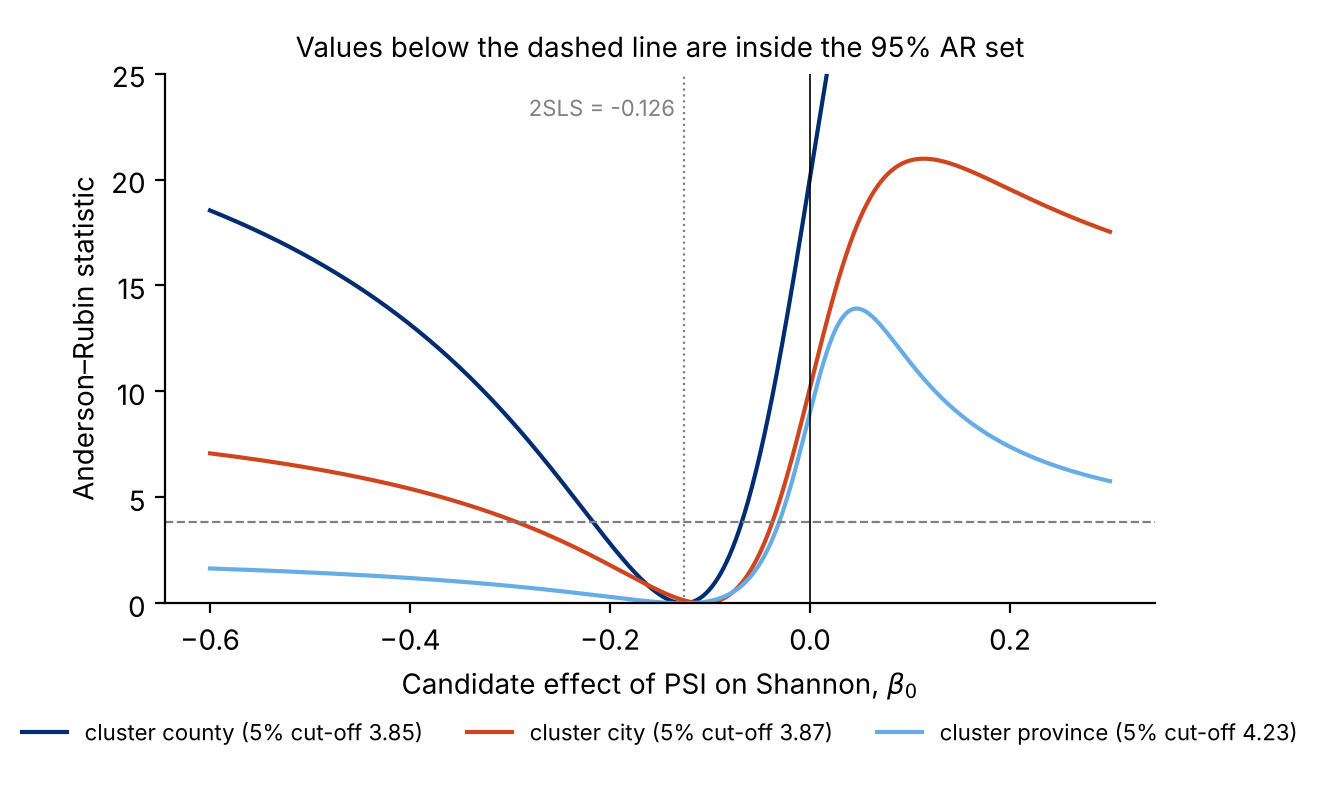 Values below the dashed line are inside the 95% AR set
25
20
15
10
5
0
Anderson–Rubin statistic
2SLS = -0.126
−0.6 −0.4 −0.2 0.0 0.2
Candidate effect of PSI on Shannon, β₀
cluster county (5% cut-off 3.85) cluster city (5% cut-off 3.87) cluster province (5% cut-off 4.23)